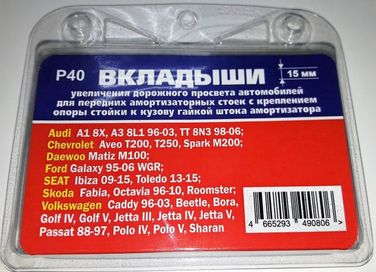 P40 ВКЛАДЫШИ 15 мм
увеличения дорожного просвета автомобилей
для передних амортизаторных стоек с креплением
опоры стойки к кузову гайкой штока амортизатора
Audi A1 8X, A3 8L1 96-03, TT 8N3 98-06;
Chevrolet Aveo T200, T250, Spark M200;
Daewoo Matiz M100;
Ford Galaxy 95-06 WGR;
SEAT Ibiza 09-15, Toledo 13-15;
Skoda Fabia, Octavia 96-10, Roomster;
Volkswagen Caddy 96-03, Beetle, Bora,
Golf IV, Golf V, Jetta III, Jetta IV, Jetta V,
Passat 88-97, Polo IV, Polo V, Sharan
4 665293 490806 >